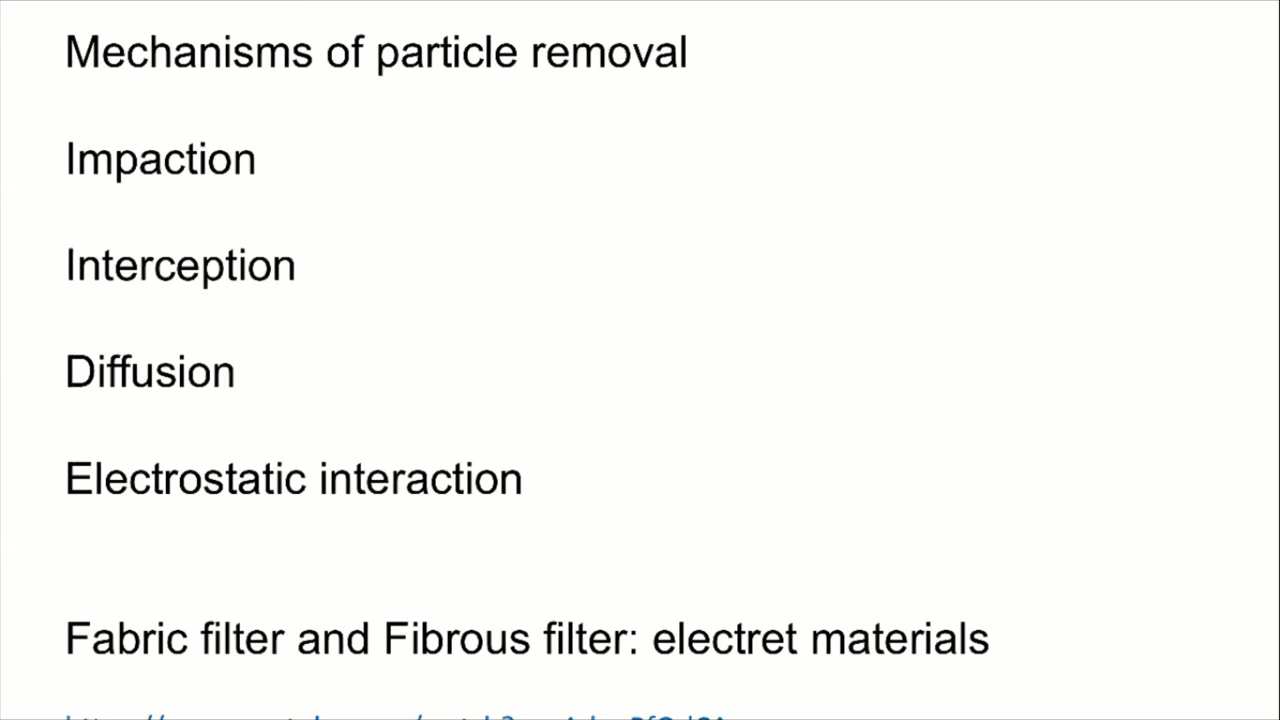 Mechanisms of particle removal
Impaction
Interception
Diffusion
Electrostatic interaction
Fabric filter and Fibrous filter: electret materials